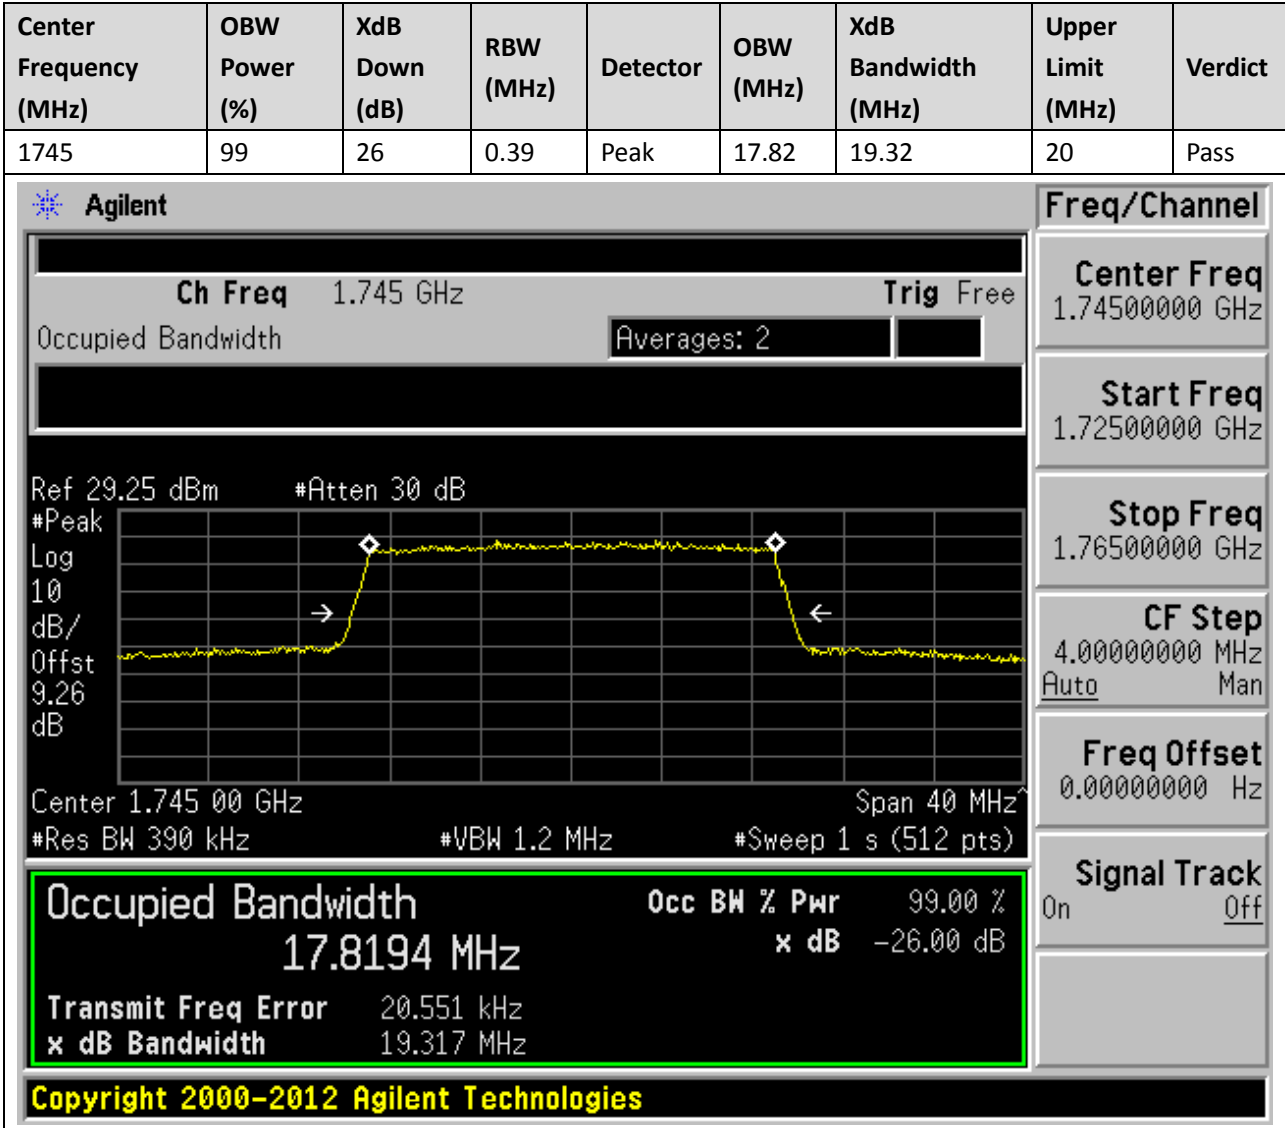 Center Frequency (MHz) OBW Power (%) XdB Down (dB) RBW (MHz) Detector OBW (MHz) XdB Bandwidth (MHz) Upper Limit (MHz) Verdict
1745 99 26 0.39 Peak 17.82 19.32 20 Pass
Agilent
Freq/Channel
Ch Freq 1.745 GHz Trig Free
Occupied Bandwidth Averages: 2
Center Freq
1.74500000 GHz
Start Freq
1.72500000 GHz
Stop Freq
1.76500000 GHz
CF Step
4.00000000 MHz
Auto Man
Freq Offset
0.00000000 Hz
Signal Track
On Off
Ref 29.25 dBm #Atten 30 dB
#Peak
Log
10
dB/
Offst
9.26
dB
Center 1.745 00 GHz Span 40 MHz^
#Res BW 390 kHz #VBW 1.2 MHz #Sweep 1 s (512 pts)
Occupied Bandwidth
17.8194 MHz
Occ BW % Pwr 99.00 %
x dB -26.00 dB
Transmit Freq Error 20.551 kHz
x dB Bandwidth 19.317 MHz
Copyright 2000-2012 Agilent Technologies